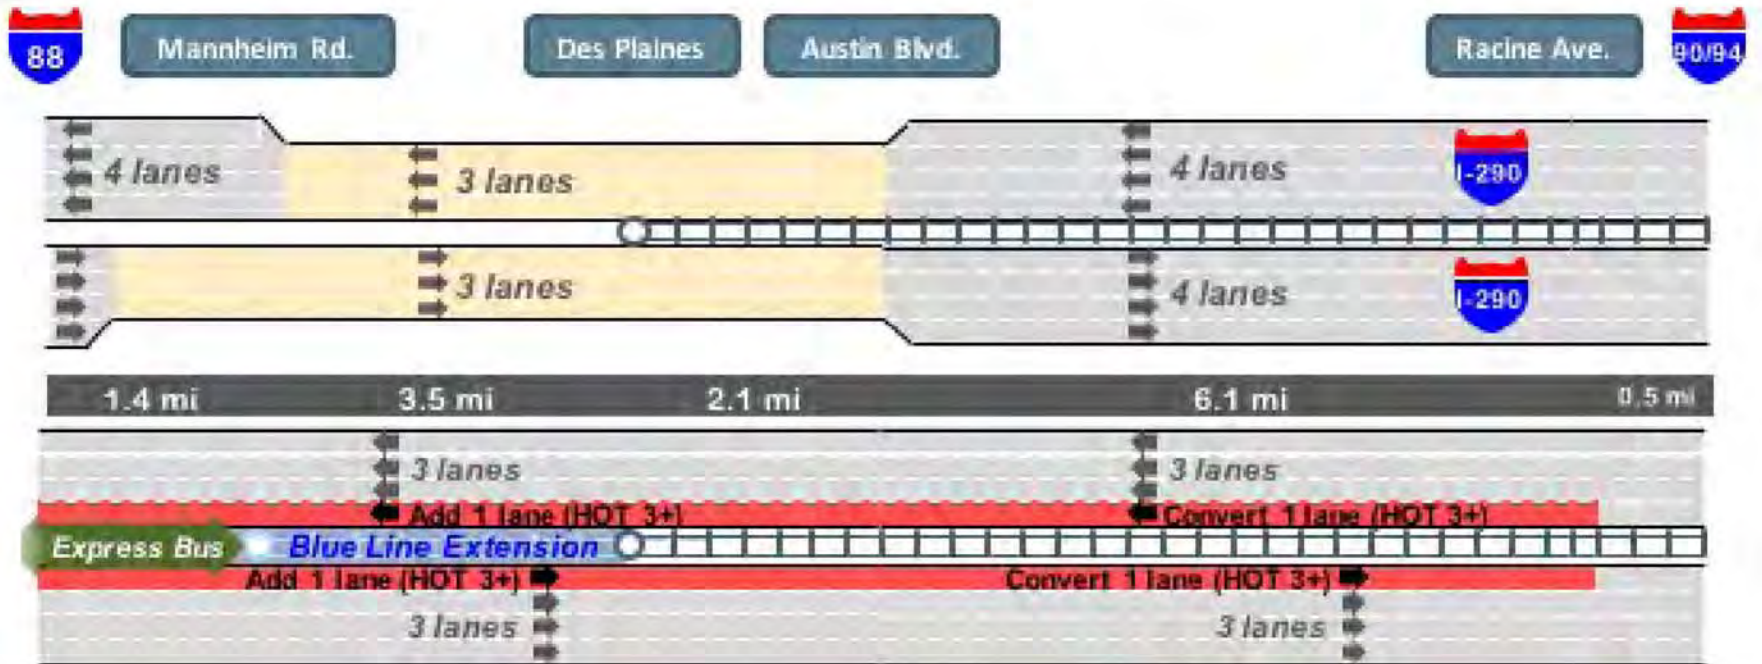 88 Mannheim Rd. Des Plaines Austin Blvd. Racine Ave. 90/94
4 lanes 3 lanes 4 lanes I-290
3 lanes 4 lanes I-290
1.4 mi 3.5 mi 2.1 mi 6.1 mi 0.5 mi
3 lanes 3 lanes
Add 1 lane (HOT 3+) Convert 1 lane (HOT 3+)
Express Bus Blue Line Extension
Add 1 lane (HOT 3+) Convert 1 lane (HOT 3+)
3 lanes 3 lanes